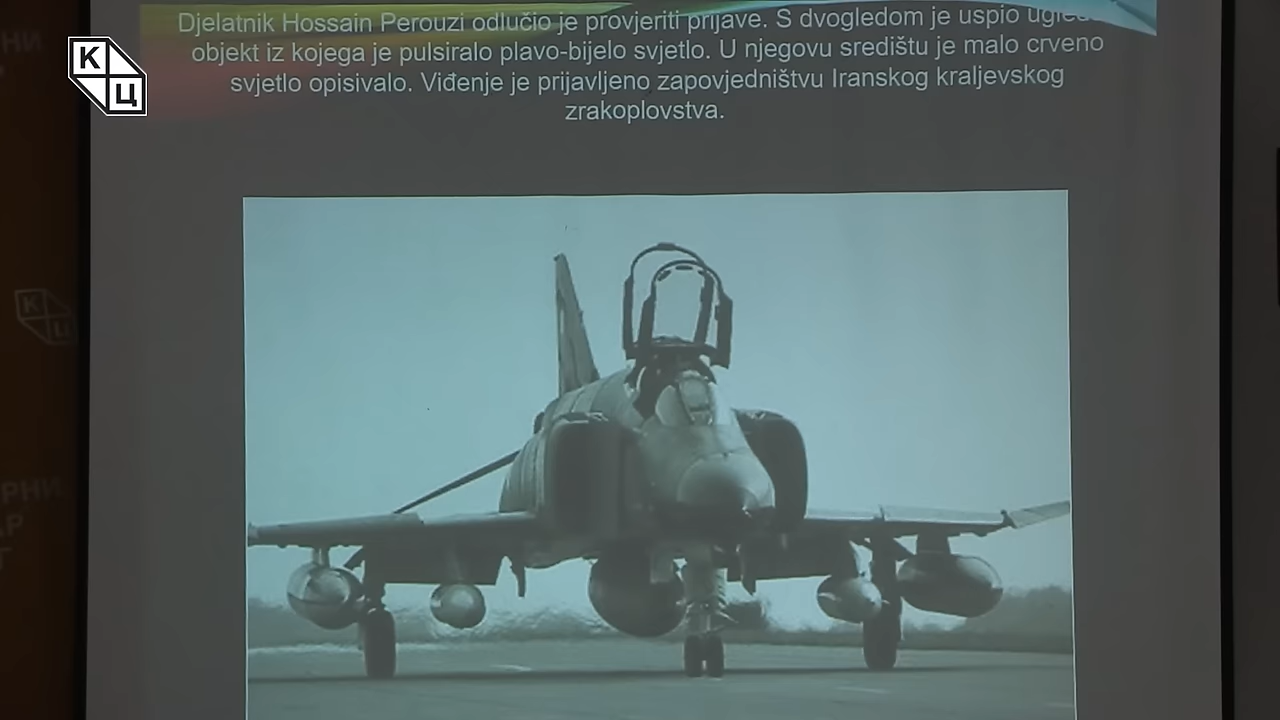 Djelatnik Hossain Perouzi odlučio je provjeriti prijave. S dvogledom je uspio
objekt iz kojega je pulsiralo plavo-bijelo svjetlo. U njegovu središtu je malo crveno
svjetlo opisivalo. Viđenje je prijavljeno zapovjedništvu Iranskog kraljevskog
zrakoplovstva.
К
Ц
К
Ц